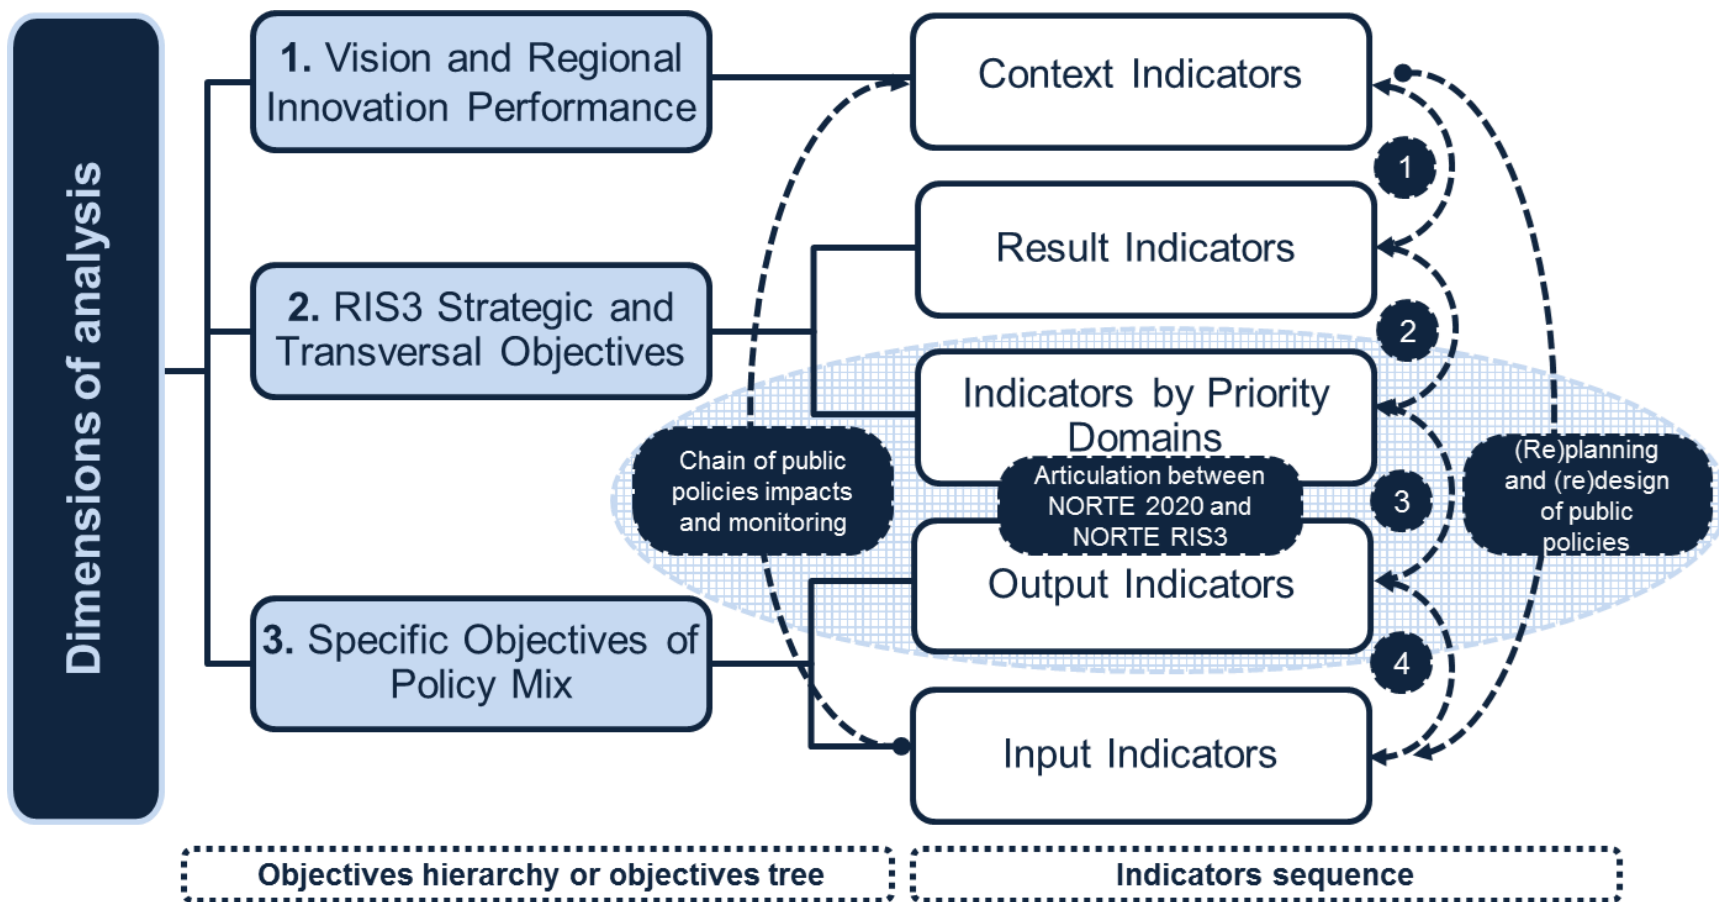 Dimensions of analysis
1. Vision and Regional
Innovation Performance
2. RIS3 Strategic and
Transversal Objectives
3. Specific Objectives of
Policy Mix
Context Indicators
Result Indicators
Indicators by Priority
Domains
Output Indicators
Input Indicators
Chain of public
policies impacts
and monitoring
Articulation between
NORTE 2020 and
NORTE RIS3
(Re)planning
and (re)design
of public
policies
1
2
3
4
Objectives hierarchy or objectives tree
Indicators sequence